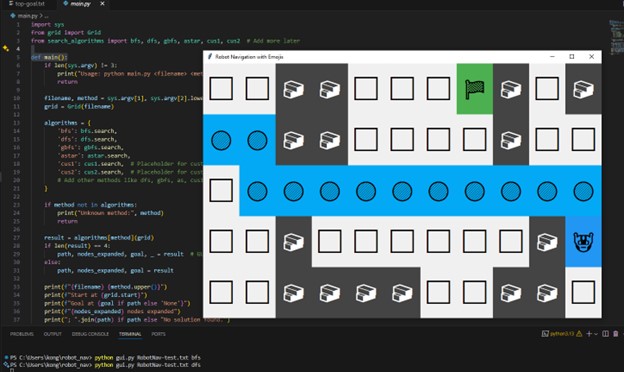 top-goal.txt
main.py
main.py > ...
1 import sys
2 from grid import Grid
3 from search_algorithms import bfs, dfs, gbfs, astar, cus1, cus2 # Add more later
4
5 def main():
6 if len(sys.argv) != 3:
7 print("Usage: python main.py <filename> <met
8 return
9
10 filename, method = sys.argv[1], sys.argv[2].lowe
11 grid = Grid(filename)
12
13 algorithms = {
14 'bfs': bfs.search,
15 'dfs': dfs.search,
16 'gbfs': gbfs.search,
17 'astar': astar.search,
18 'cus1': cus1.search, # Placeholder for cust
19 'cus2': cus2.search, # Placeholder for cust
20 # Add other methods like dfs, gbfs, as, cust
21 }
22
23 if method not in algorithms:
24 print("Unknown method:", method)
25 return
26
27 result = algorithms[method](grid)
28 if len(result) == 4:
29 path, nodes_expanded, goal, _ = result
30 else:
31 path, nodes_expanded, goal = result
32
33 print(f"{filename} {method.upper()}")
34 print(f"Start at {grid.start}")
35 print(f"Goal at {goal if path else 'None'}")
36 print(f"{nodes_expanded} nodes expanded")
37 print("; ".join(path) if path else "No solution found.")
Robot Navigation with Emojis
PROBLEMS OUTPUT DEBUG CONSOLE TERMINAL PORTS
python3.13
PS C:\Users\kong\robot_nav> python gui.py RobotNav-test.txt bfs
PS C:\Users\kong\robot_nav> python gui.py RobotNav-test.txt dfs